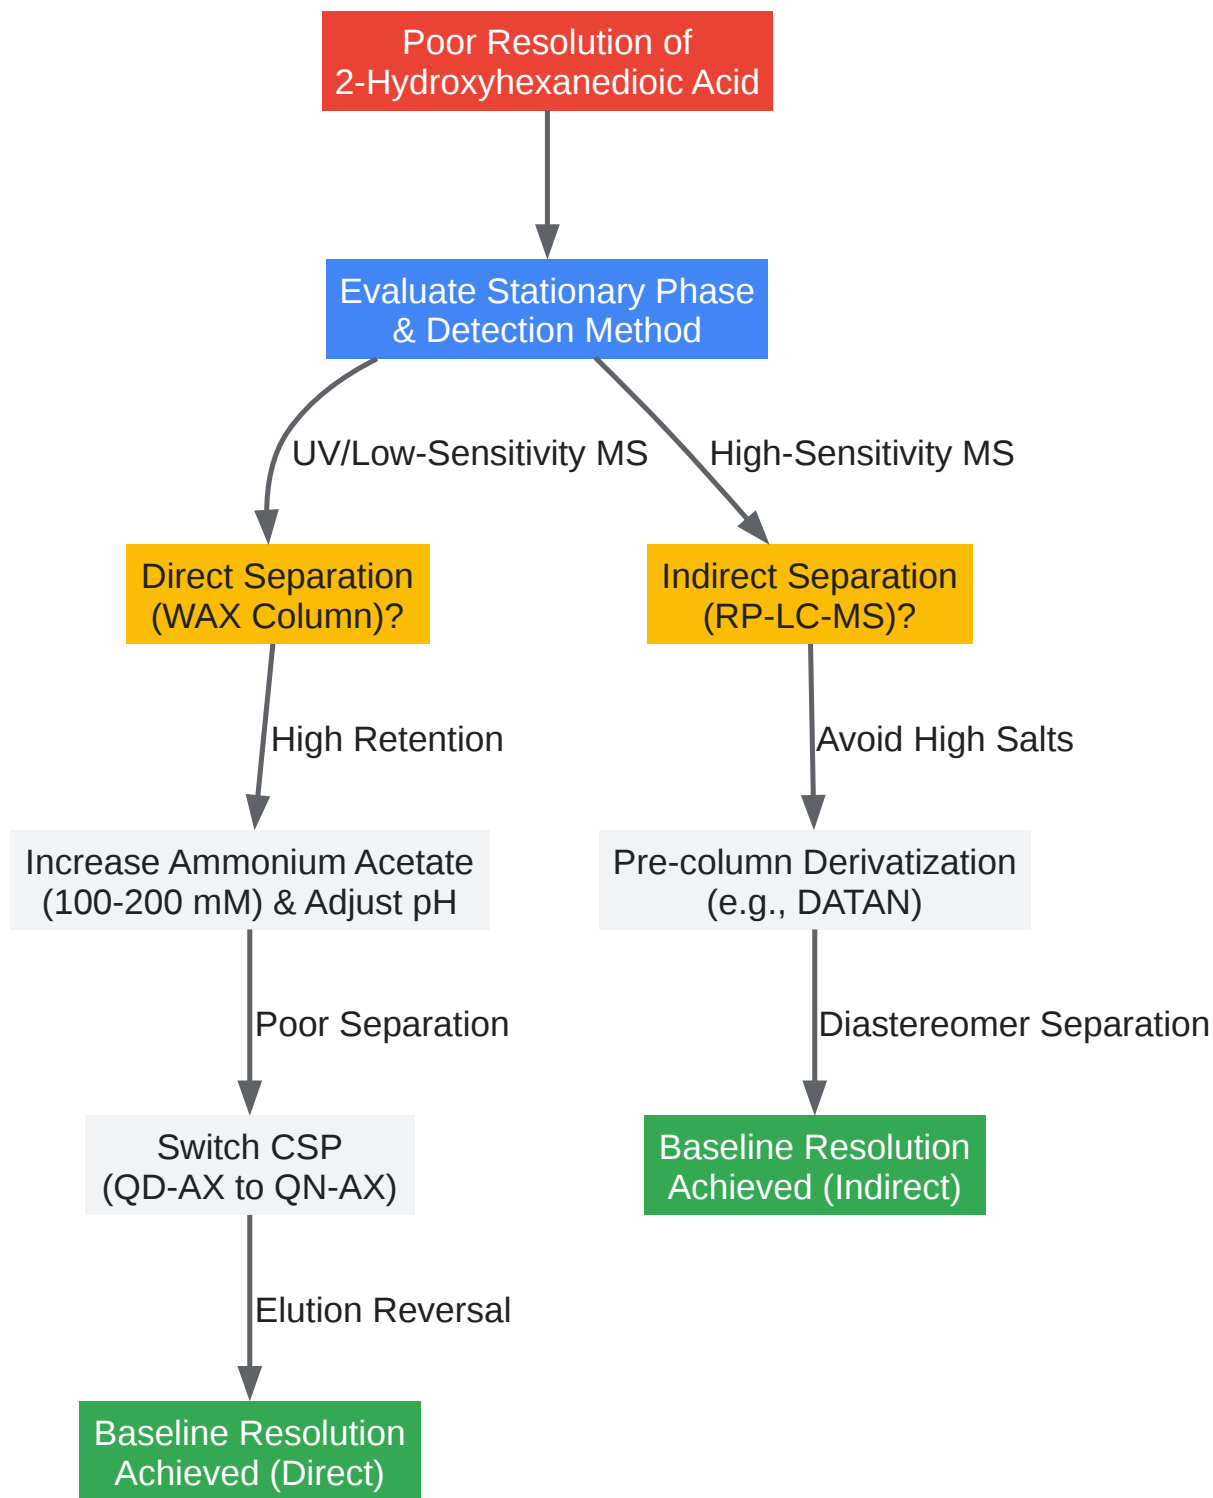 Poor Resolution of
2-Hydroxyhexanedioic Acid
Evaluate Stationary Phase
& Detection Method
UV/Low-Sensitivity MS
High-Sensitivity MS
Direct Separation
(WAX Column)?
Indirect Separation
(RP-LC-MS)?
High Retention
Avoid High Salts
Increase Ammonium Acetate
(100-200 mM) & Adjust pH
Pre-column Derivatization
(e.g., DATAN)
Poor Separation
Diastereomer Separation
Switch CSP
(QD-AX to QN-AX)
Baseline Resolution
Achieved (Indirect)
Elution Reversal
Baseline Resolution
Achieved (Direct)